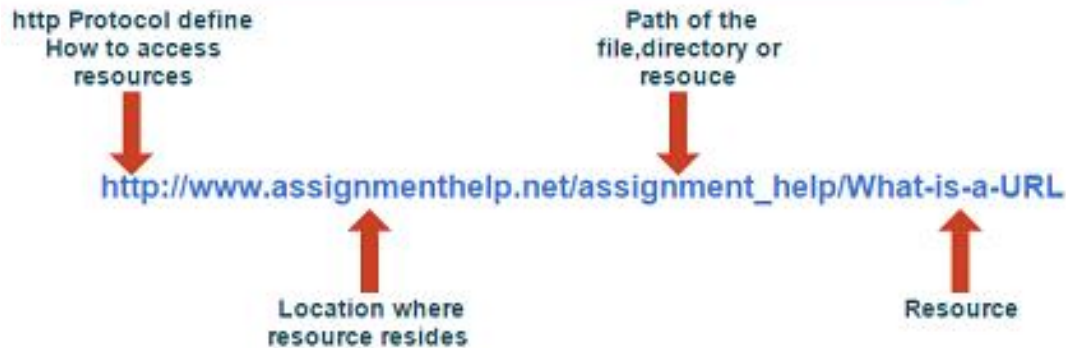 http Protocol define
How to access
resources
Path of the
file,directory or
resouce
http://www.assignmenthelp.net/assignment_help/What-is-a-URL
Location where
resource resides
Resource